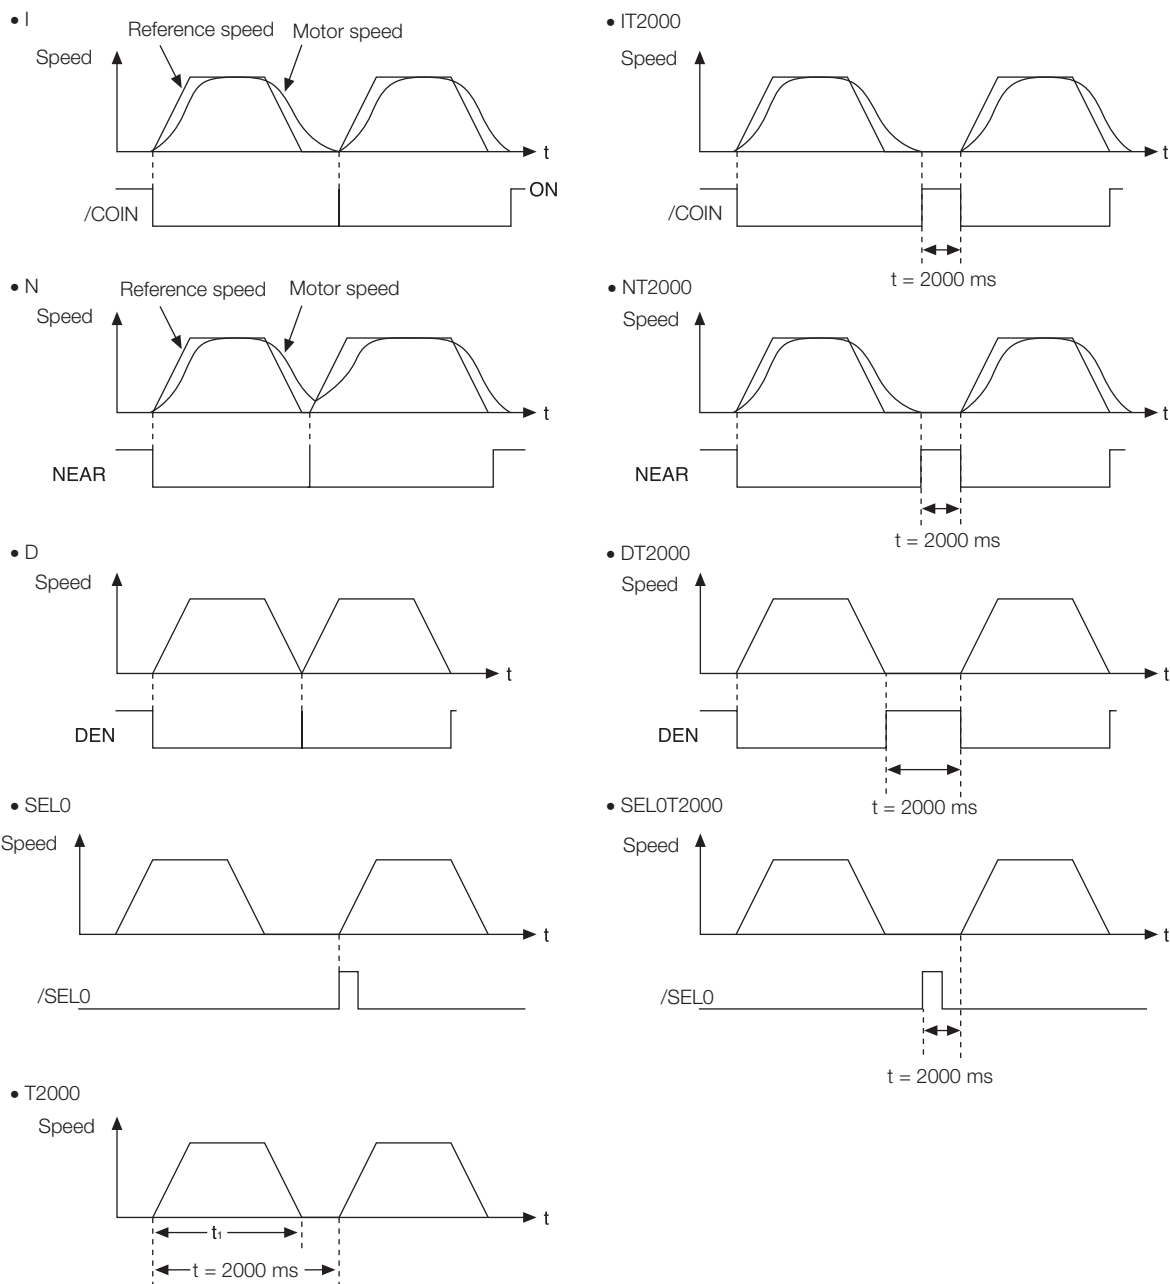 • I
Reference speed
Motor speed
Speed
t
ON
/COIN
• IT2000
Speed
t
/COIN
t = 2000 ms
• N
Reference speed
Motor speed
Speed
t
NEAR
• NT2000
Speed
t
NEAR
t = 2000 ms
• D
Speed
t
DEN
• DT2000
Speed
t
DEN
t = 2000 ms
• SEL0
Speed
t
/SEL0
• SEL0T2000
Speed
t
/SEL0
t = 2000 ms
• T2000
Speed
t
t₁
t = 2000 ms